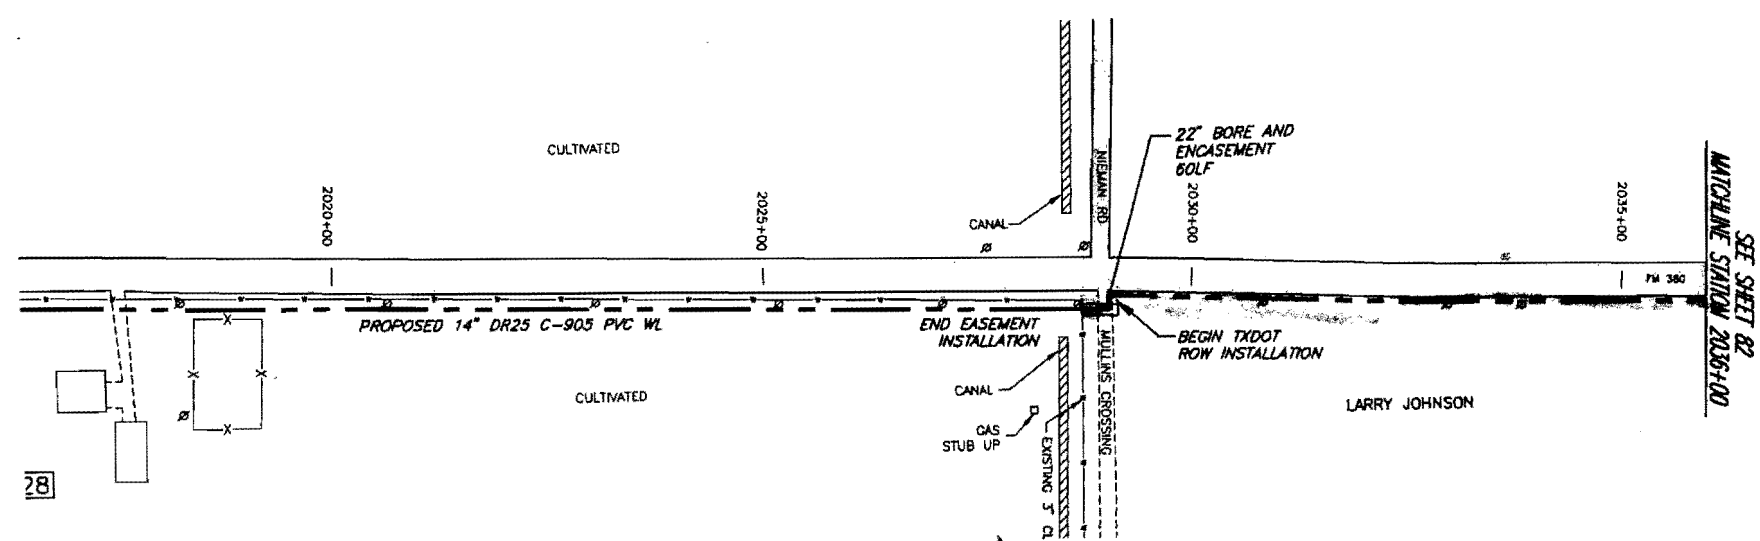 CULTIVATED
2020+00
2025+00
CANAL
NIEMAN RD
22" BORE AND
ENCASEMENT
60LF
2030+00
2035+00
SEE SHEET 82
MATCHLINE STATION 2036+00
FM 380
PROPOSED 14" DR25 C-905 PVC WL
END EASEMENT
INSTALLATION
BEGIN TXDOT
ROW INSTALLATION
CULTIVATED
CANAL
GAS
STUB UP
EXISTING 3" CL
MULLINS CROSSING
LARRY JOHNSON
28